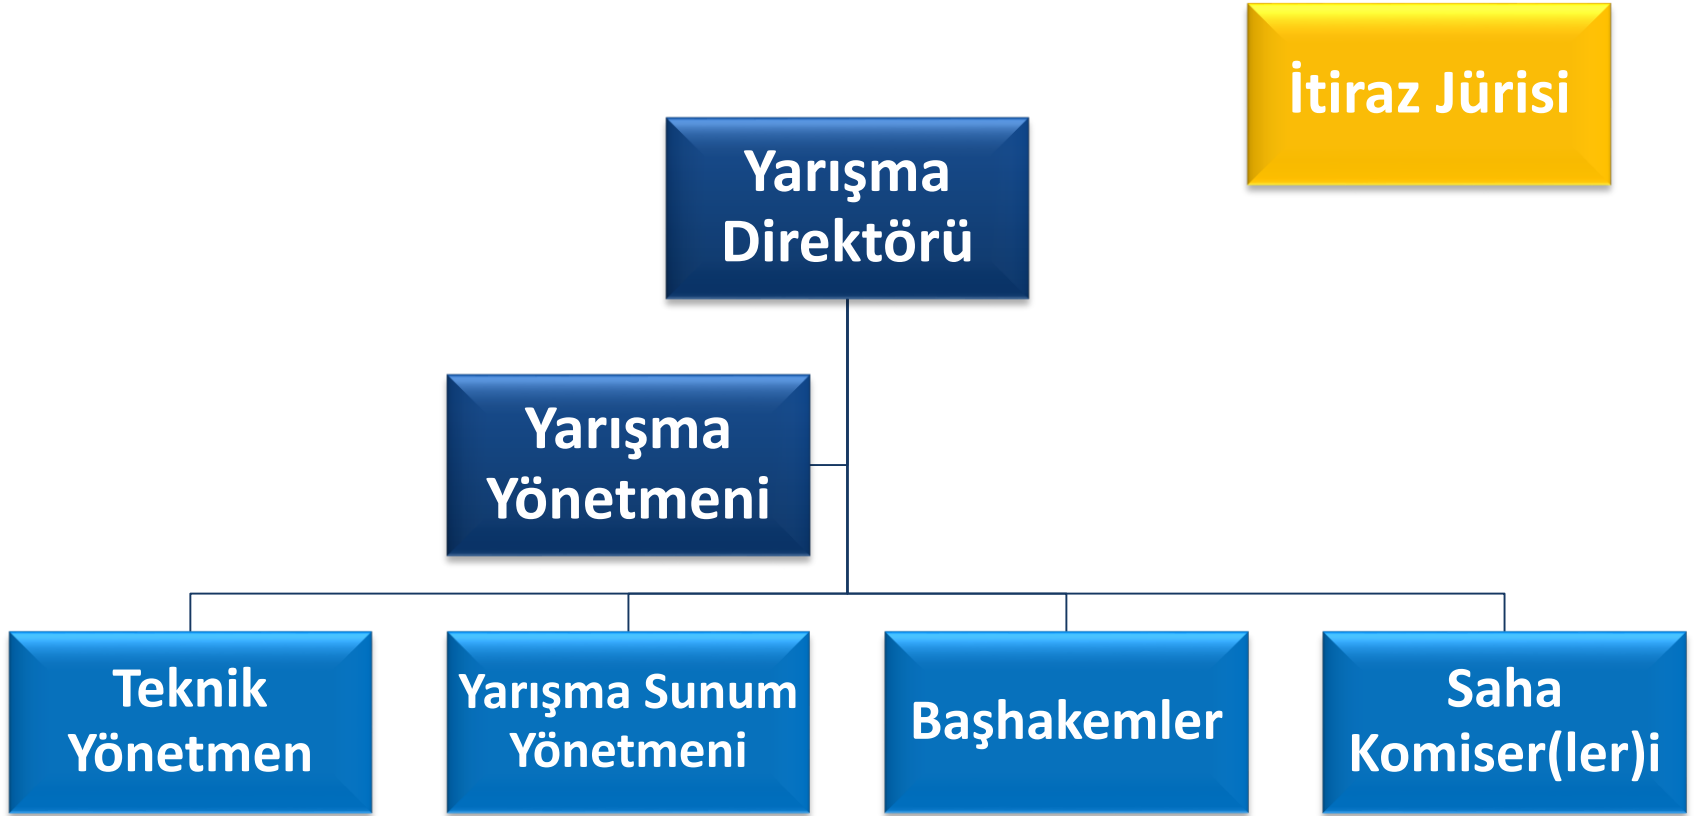 İtiraz Jürisi
Yarışma
Direktörü
Yarışma
Yönetmeni
Teknik
Yönetmen
Yarışma Sunum
Yönetmeni
Başhakemler
Saha
Komiser(ler)i